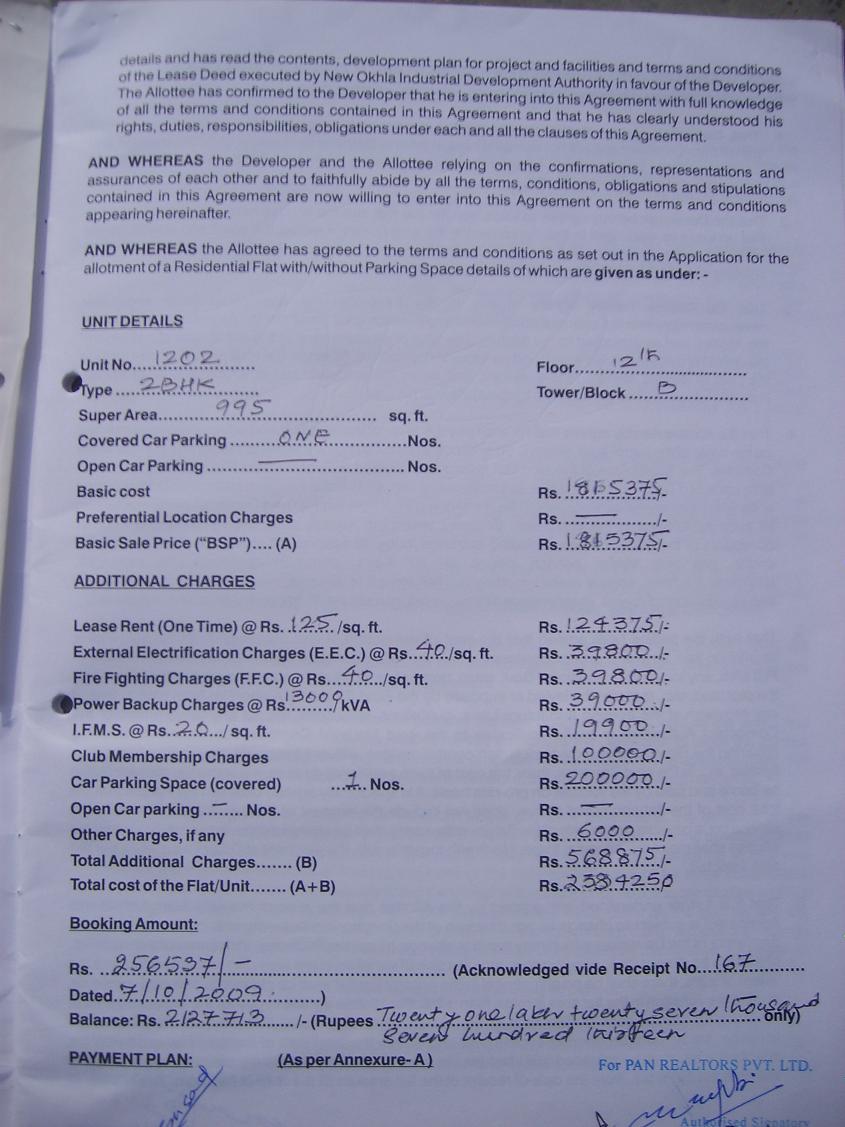 details and has read the contents, development plan for project and facilities and terms and conditions
of the Lease Deed executed by New Okhla Industrial Development Authority in favour of the Developer.
The Allottee has confirmed to the Developer that he is entering into this Agreement with full knowledge
of all the terms and conditions contained in this Agreement and that he has clearly understood his
rights, duties, responsibilities, obligations under each and all the clauses of this Agreement.
AND WHEREAS the Developer and the Allottee relying on the confirmations, representations and
assurances of each other and to faithfully abide by all the terms, conditions, obligations and stipulations
contained in this Agreement are now willing to enter into this Agreement on the terms and conditions
appearing hereinafter.
AND WHEREAS the Allottee has agreed to the terms and conditions as set out in the Application for the
allotment of a Residential Flat with/without Parking Space details of which are given as under: -
UNIT DETAILS
Unit No. 1202 Floor 12th
Type 2BHK Tower/Block B
Super Area 995 sq. ft.
Covered Car Parking ONE Nos.
Open Car Parking — Nos.
Basic cost Rs. 1815375/-
Preferential Location Charges Rs. — /-
Basic Sale Price ("BSP").... (A) Rs. 1815375/-
ADDITIONAL CHARGES
Lease Rent (One Time) @ Rs. 125 /sq. ft. Rs. 124375/-
External Electrification Charges (E.E.C.) @ Rs. 40 /sq. ft. Rs. 39800/-
Fire Fighting Charges (F.F.C.) @ Rs. 40 /sq. ft. Rs. 39800/-
Power Backup Charges @ Rs 13000 /kVA Rs. 39000 /-
I.F.M.S. @ Rs. 20 / sq. ft. Rs. 19900 /-
Club Membership Charges Rs. 100000/-
Car Parking Space (covered) 1 Nos. Rs. 200000 /-
Open Car parking — Nos. Rs. — /-
Other Charges, if any Rs. 6000 /-
Total Additional Charges....... (B) Rs. 568875/-
Total cost of the Flat/Unit....... (A+B) Rs. 2384250
Booking Amount:
Rs. 256537/- (Acknowledged vide Receipt No. 167
Dated 7/10/2009 )
Balance: Rs. 2127713 /- (Rupees Twenty one lakh twenty seven thousand only)
Seven hundred thirteen
PAYMENT PLAN: (As per Annexure- A )
For PAN REALTORS PVT. LTD.
Authorised Signatory